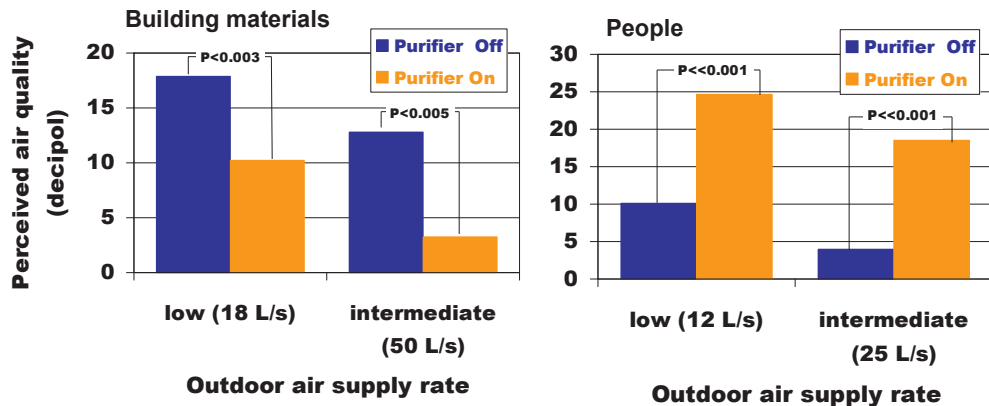 Building materials
Perceived air quality
(decipol)
20
15
10
5
0
Purifier Off
Purifier On
P<0.003
P<0.005
low (18 L/s)
intermediate
(50 L/s)
Outdoor air supply rate
People
30
25
20
15
10
5
0
Purifier Off
Purifier On
P<<0.001
P<<0.001
low (12 L/s)
intermediate
(25 L/s)
Outdoor air supply rate